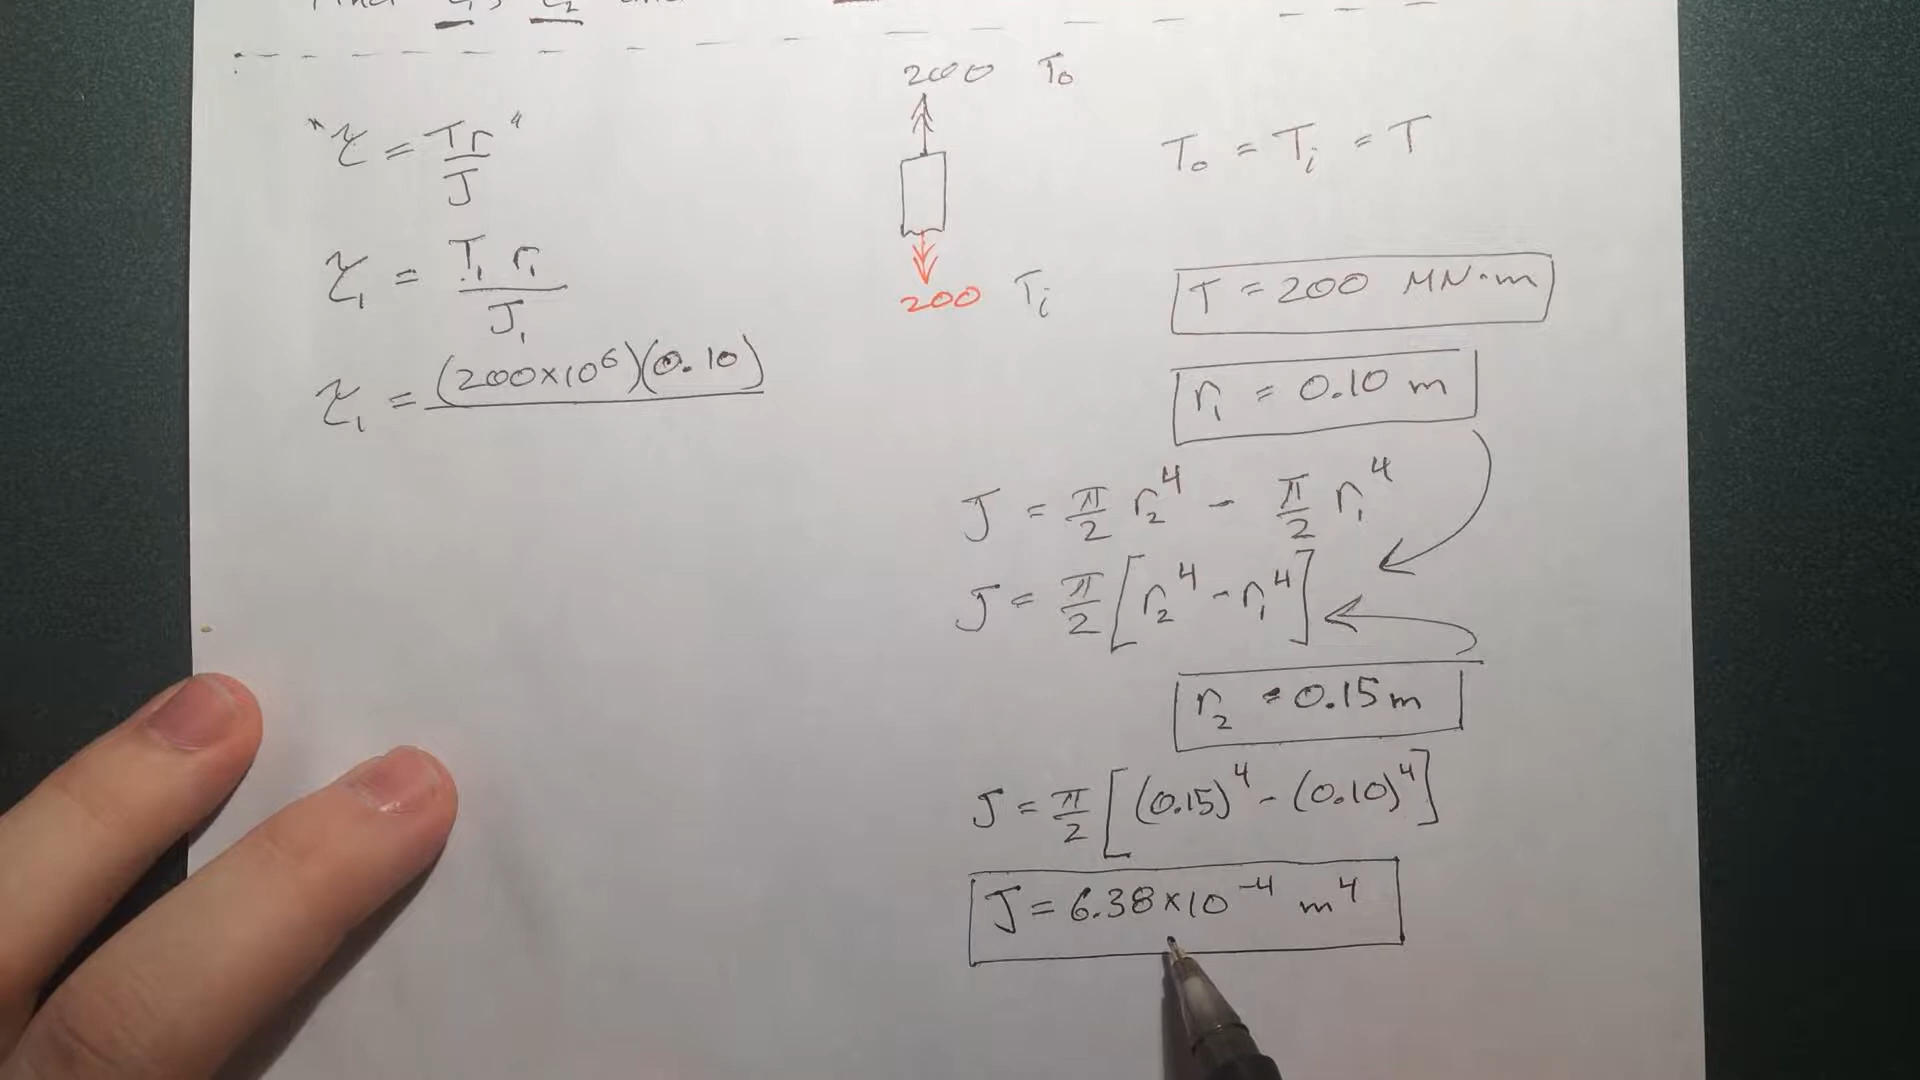 and
200 T₀
"τ = Tr/J"
T₀ = Tᵢ = T
τ₁ = T₁ r₁ / J₁
200 Tᵢ
T = 200 MN·m
τ₁ = (200×10⁶)(0.10)
r₁ = 0.10 m
J = π/2 r₂⁴ - π/2 r₁⁴
J = π/2 [r₂⁴ - r₁⁴]
r₂ = 0.15 m
J = π/2 [(0.15)⁴ - (0.10)⁴]
J = 6.38×10⁻⁴ m⁴